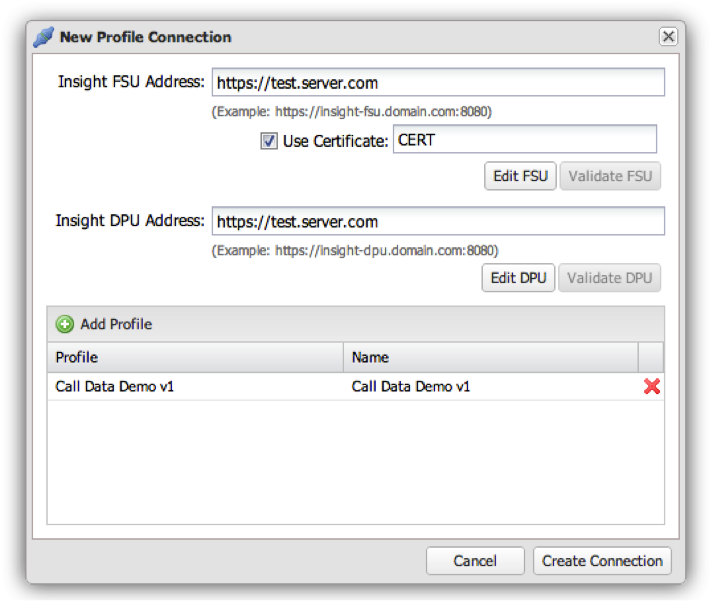 New Profile Connection
Insight FSU Address: https://test.server.com
(Example: https://insight-fsu.domain.com:8080)
Use Certificate: CERT
Edit FSU Validate FSU
Insight DPU Address: https://test.server.com
(Example: https://insight-dpu.domain.com:8080)
Edit DPU Validate DPU
Add Profile
Profile Name
Call Data Demo v1 Call Data Demo v1
Cancel Create Connection